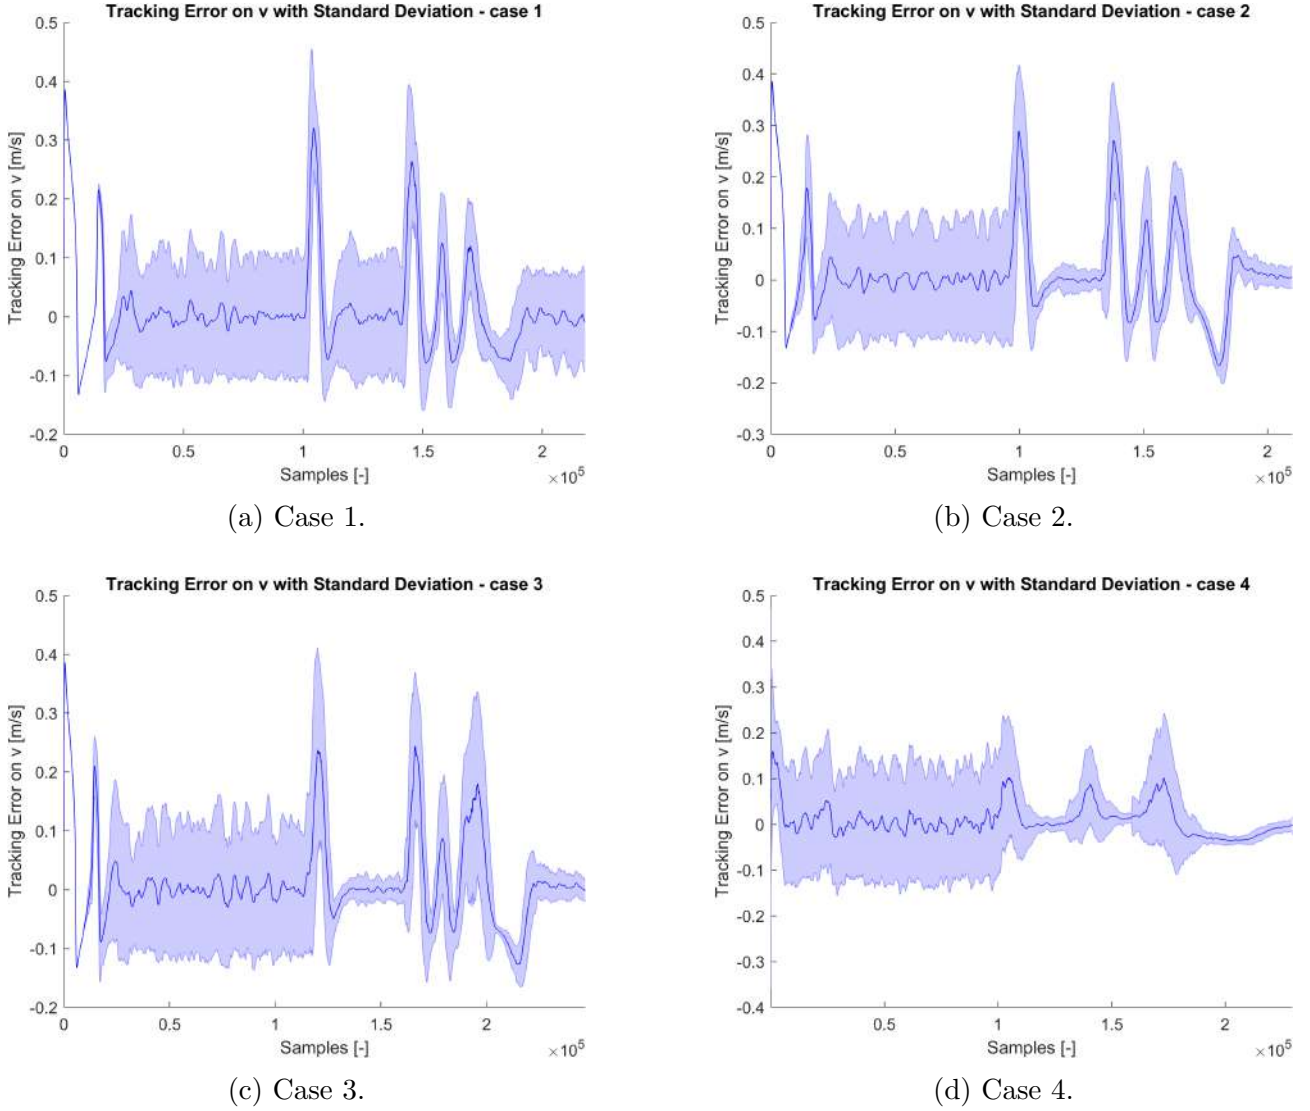 Tracking Error on v with Standard Deviation - case 1
0.5
0.4
0.3
0.2
0.1
0
-0.1
-0.2
Tracking Error on v [m/s]
0 0.5 1 1.5 2
Samples [-]
×10^5
(a) Case 1.
Tracking Error on v with Standard Deviation - case 2
0.5
0.4
0.3
0.2
0.1
0
-0.1
-0.2
-0.3
Tracking Error on v [m/s]
0 0.5 1 1.5 2
Samples [-]
×10^5
(b) Case 2.
Tracking Error on v with Standard Deviation - case 3
0.5
0.4
0.3
0.2
0.1
0
-0.1
-0.2
Tracking Error on v [m/s]
0 0.5 1 1.5 2
Samples [-]
×10^5
(c) Case 3.
Tracking Error on v with Standard Deviation - case 4
0.5
0.4
0.3
0.2
0.1
0
-0.1
-0.2
-0.3
-0.4
Tracking Error on v [m/s]
0.5 1 1.5 2
Samples [-]
×10^5
(d) Case 4.